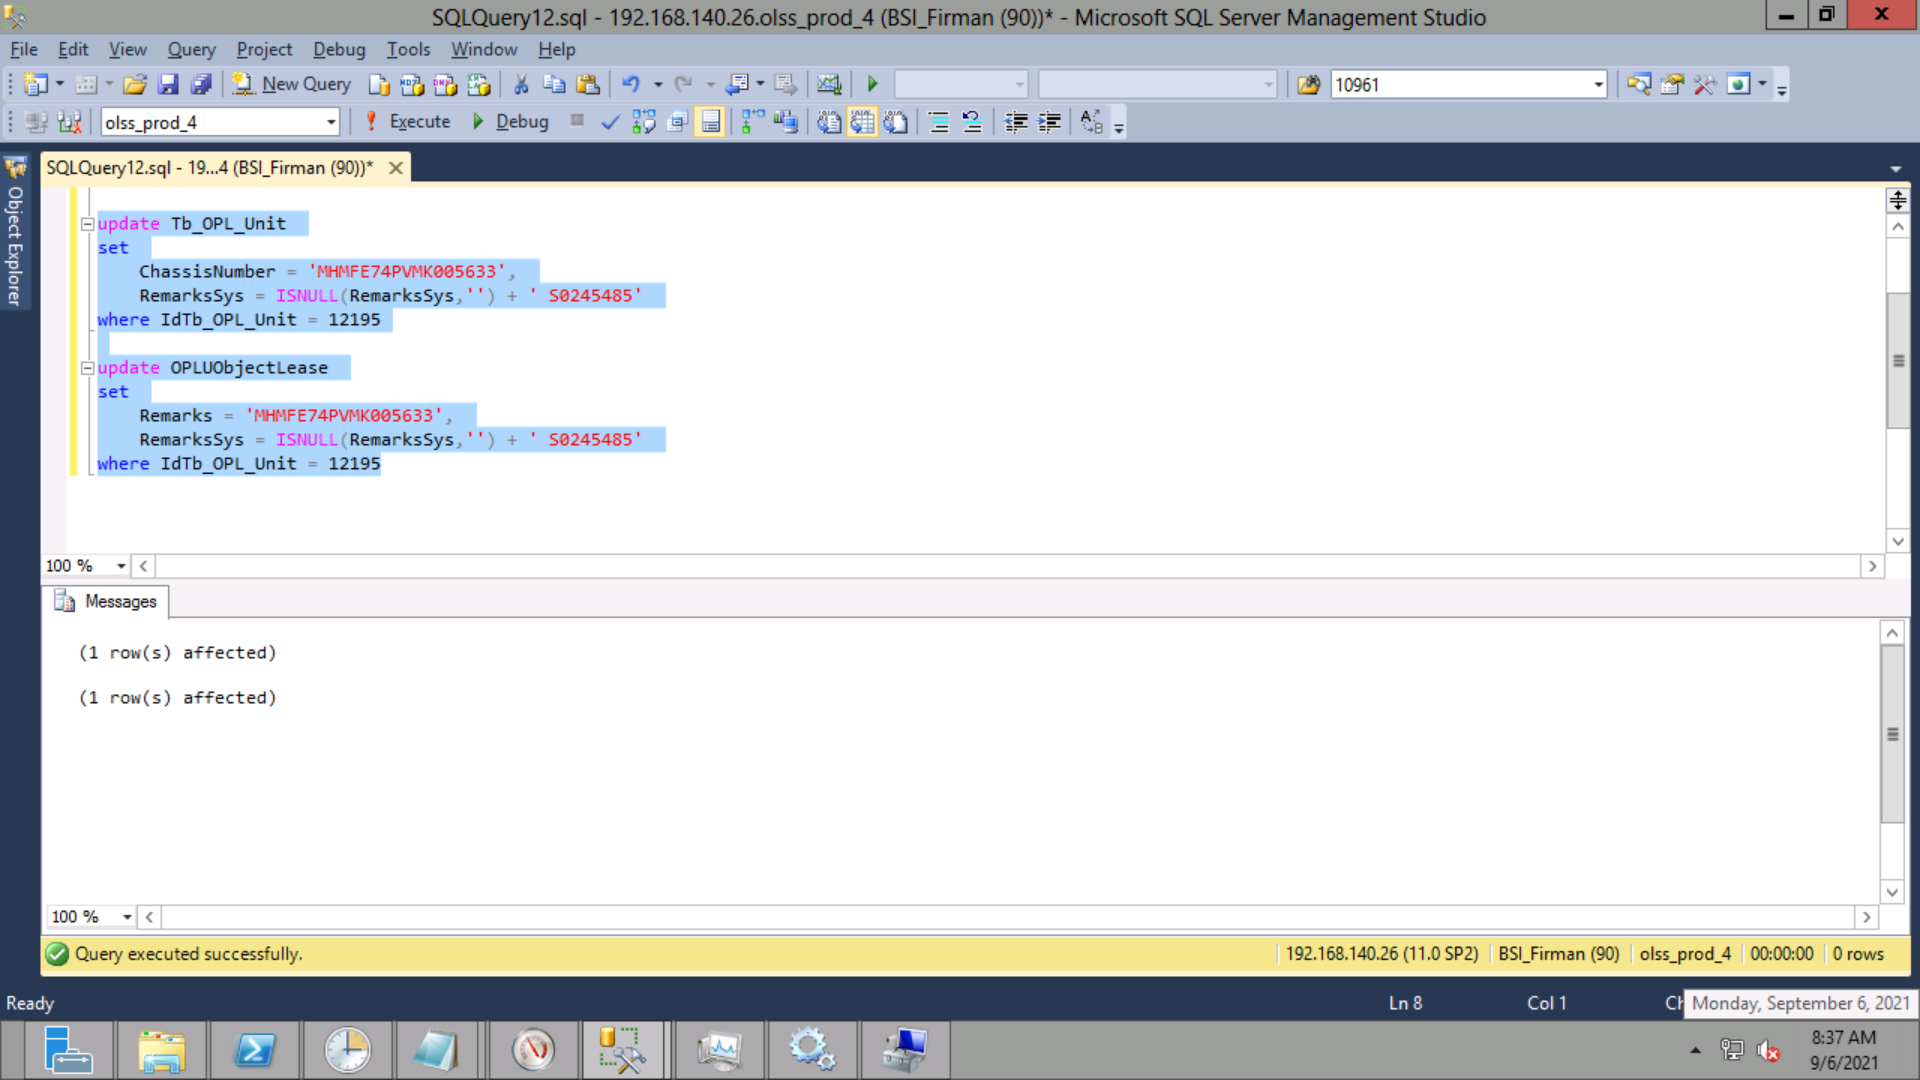 SQLQuery12.sql - 192.168.140.26.olss_prod_4 (BSI_Firman (90))* - Microsoft SQL Server Management Studio
File Edit View Query Project Debug Tools Window Help
New Query
10961
olss_prod_4
Execute
Debug
SQLQuery12.sql - 19...4 (BSI_Firman (90))*
Object Explorer
update Tb_OPL_Unit
set
ChassisNumber = 'MHMFE74PVMK005633',
RemarksSys = ISNULL(RemarksSys,'') + ' S0245485'
where IdTb_OPL_Unit = 12195
update OPLUObjectLease
set
Remarks = 'MHMFE74PVMK005633',
RemarksSys = ISNULL(RemarksSys,'') + ' S0245485'
where IdTb_OPL_Unit = 12195
100 %
Messages
(1 row(s) affected)
(1 row(s) affected)
100 %
Query executed successfully.
192.168.140.26 (11.0 SP2) BSI_Firman (90) olss_prod_4 00:00:00 0 rows
Ready
Ln 8
Col 1
Monday, September 6, 2021
8:37 AM
9/6/2021